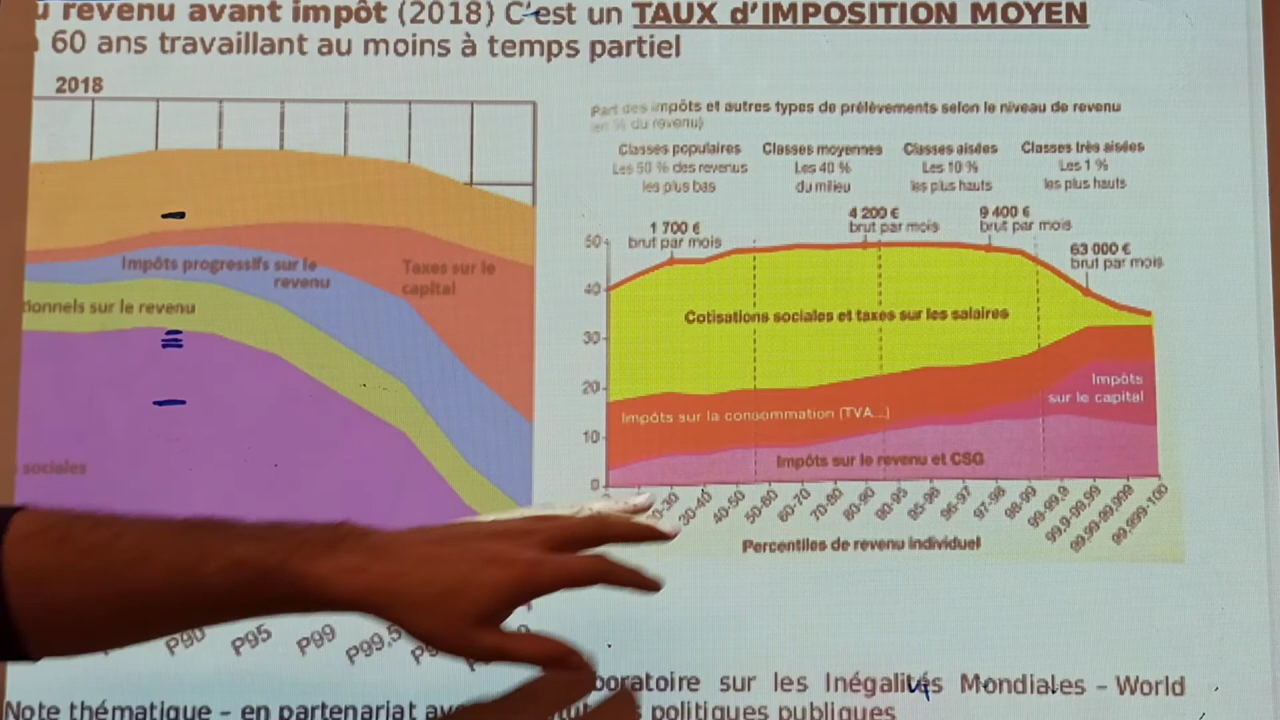 u revenu avant impôt (2018) C'est un TAUX d'IMPOSITION MOYEN
60 ans travaillant au moins à temps partiel
2018
Impôts progressifs sur le
revenu
Taxes sur le
capital
ionnels sur le revenu
sociales
P90 P95 P99 P99,5
Part des impôts et autres types de prélèvements selon le niveau de revenu
(en % du revenu)
Classes populaires
Les 50 % des revenus
les plus bas
Classes moyennes
Les 40 %
du milieu
Classes aisées
Les 10 %
les plus hauts
Classes très aisées
Les 1 %
les plus hauts
1 700 €
brut par mois
4 200 €
brut par mois
9 400 €
brut par mois
63 000 €
brut par mois
50
40
30
20
10
0
Cotisations sociales et taxes sur les salaires
Impôts sur la consommation (TVA...)
Impôts
sur le capital
Impôts sur le revenu et CSG
0-30 30-40 40-50 50-60 60-70 70-80 80-90 90-95 95-96 96-97 97-98 98-99 99-99,9 99,9-99,99 99,99-99,999 99,999-100
Percentiles de revenu individuel
boratoire sur les Inégalités Mondiales – World
Note thématique – en partenariat av politiques publiques